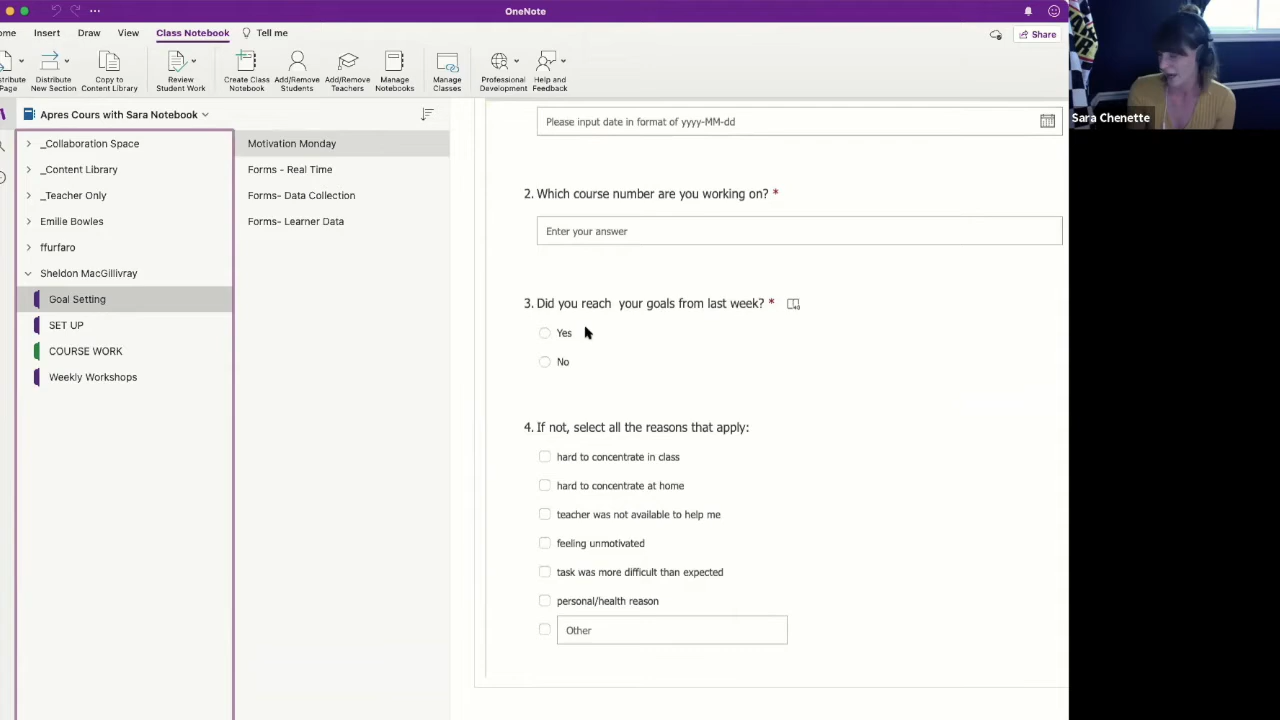 OneNote
ome Insert Draw View Class Notebook Tell me
Share
stribute Page
Distribute New Section
Copy to Content Library
Review Student Work
Create Class Notebook
Add/Remove Students
Add/Remove Teachers
Manage Notebooks
Manage Classes
Professional Development
Help and Feedback
Sara Chenette
Apres Cours with Sara Notebook
_Collaboration Space
_Content Library
_Teacher Only
Emilie Bowles
ffurfaro
Sheldon MacGillivray
Goal Setting
SET UP
COURSE WORK
Weekly Workshops
Motivation Monday
Forms - Real Time
Forms- Data Collection
Forms- Learner Data
Please input date in format of yyyy-MM-dd
2. Which course number are you working on? *
Enter your answer
3. Did you reach your goals from last week? *
Yes
No
4. If not, select all the reasons that apply:
hard to concentrate in class
hard to concentrate at home
teacher was not available to help me
feeling unmotivated
task was more difficult than expected
personal/health reason
Other